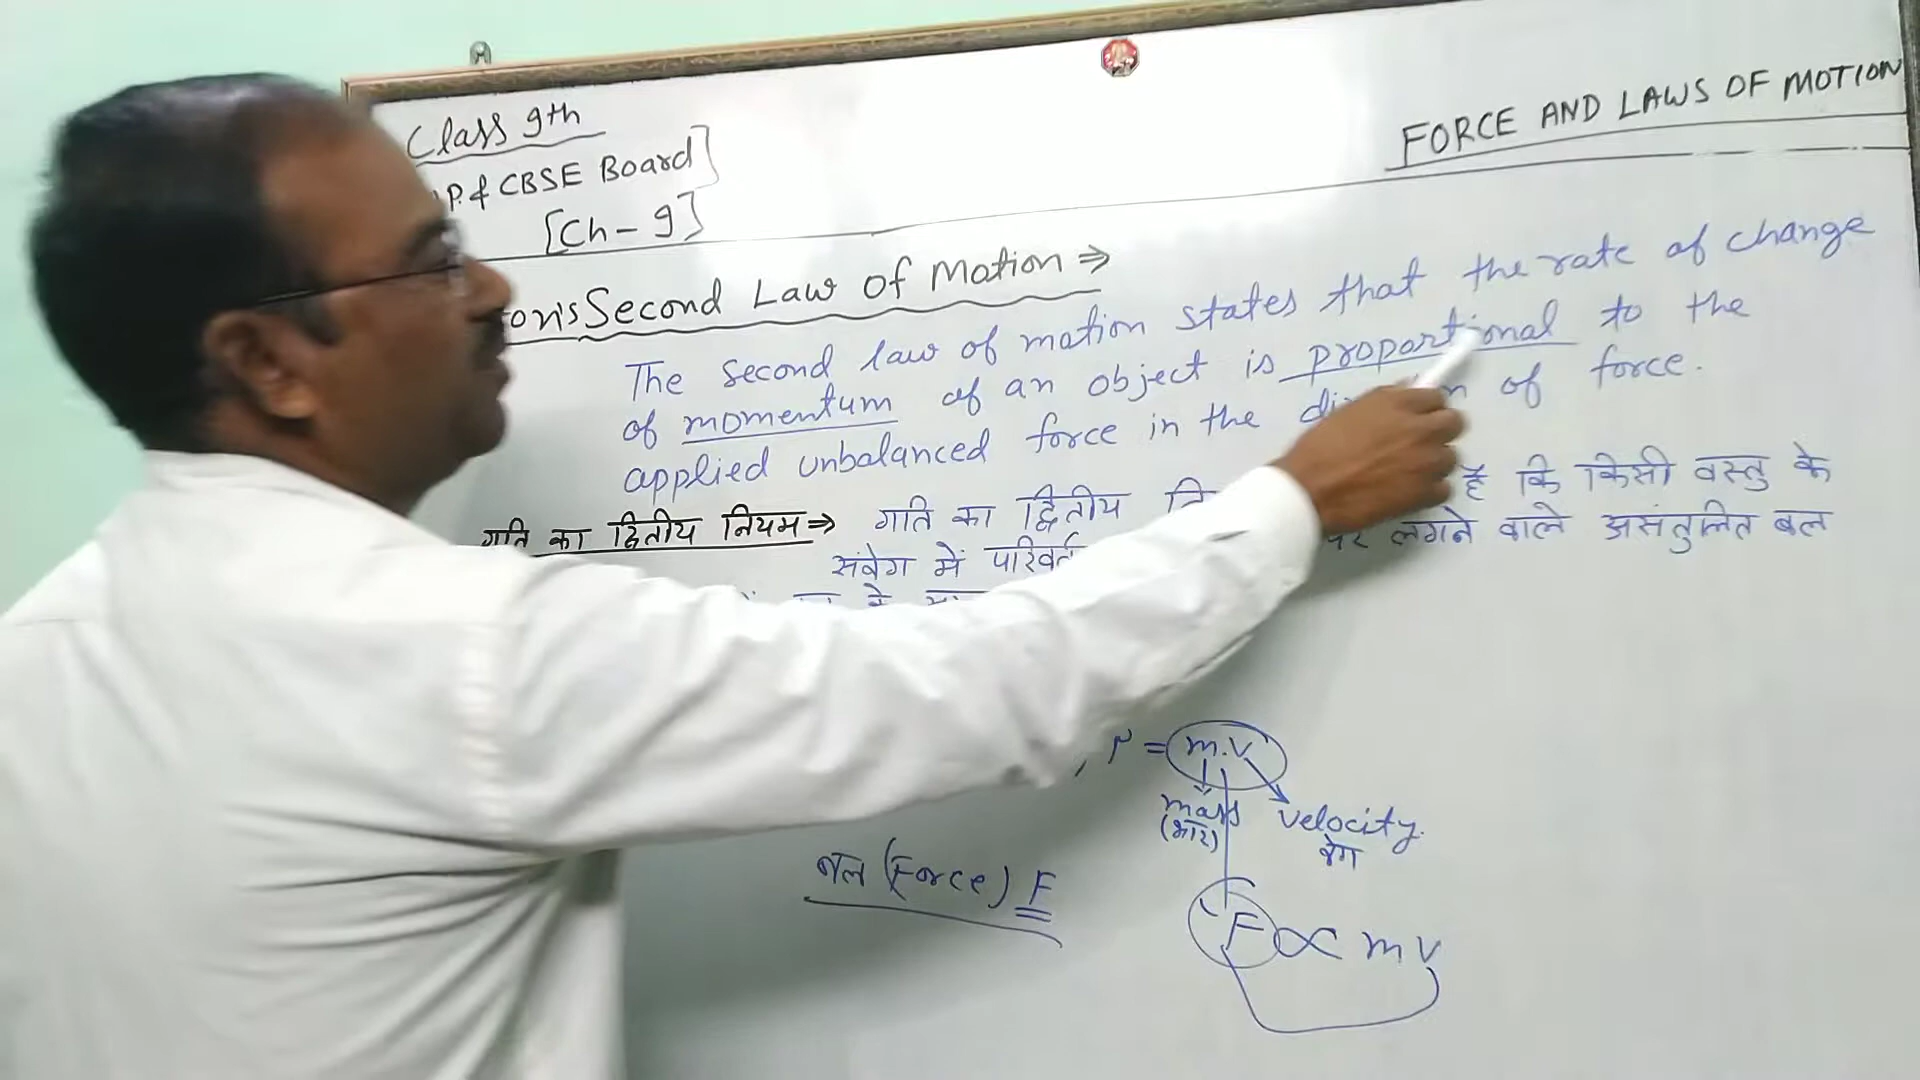 Class 9th
P. & CBSE Board]
[Ch - 9]
FORCE AND LAWS OF MOTION
on's Second Law Of Motion ⇒
The second law of motion states that the rate of change
of momentum of an object is proportional to the
applied unbalanced force in the of force.
गति का द्वितीय नियम ⇒ गति का द्वितीय है कि किसी वस्तु के
संवेग में पर लगने वाले असंतुलित बल
P = m.v
mass
(भार)
velocity.
वेग
बल (Force) F
F ∝ m v